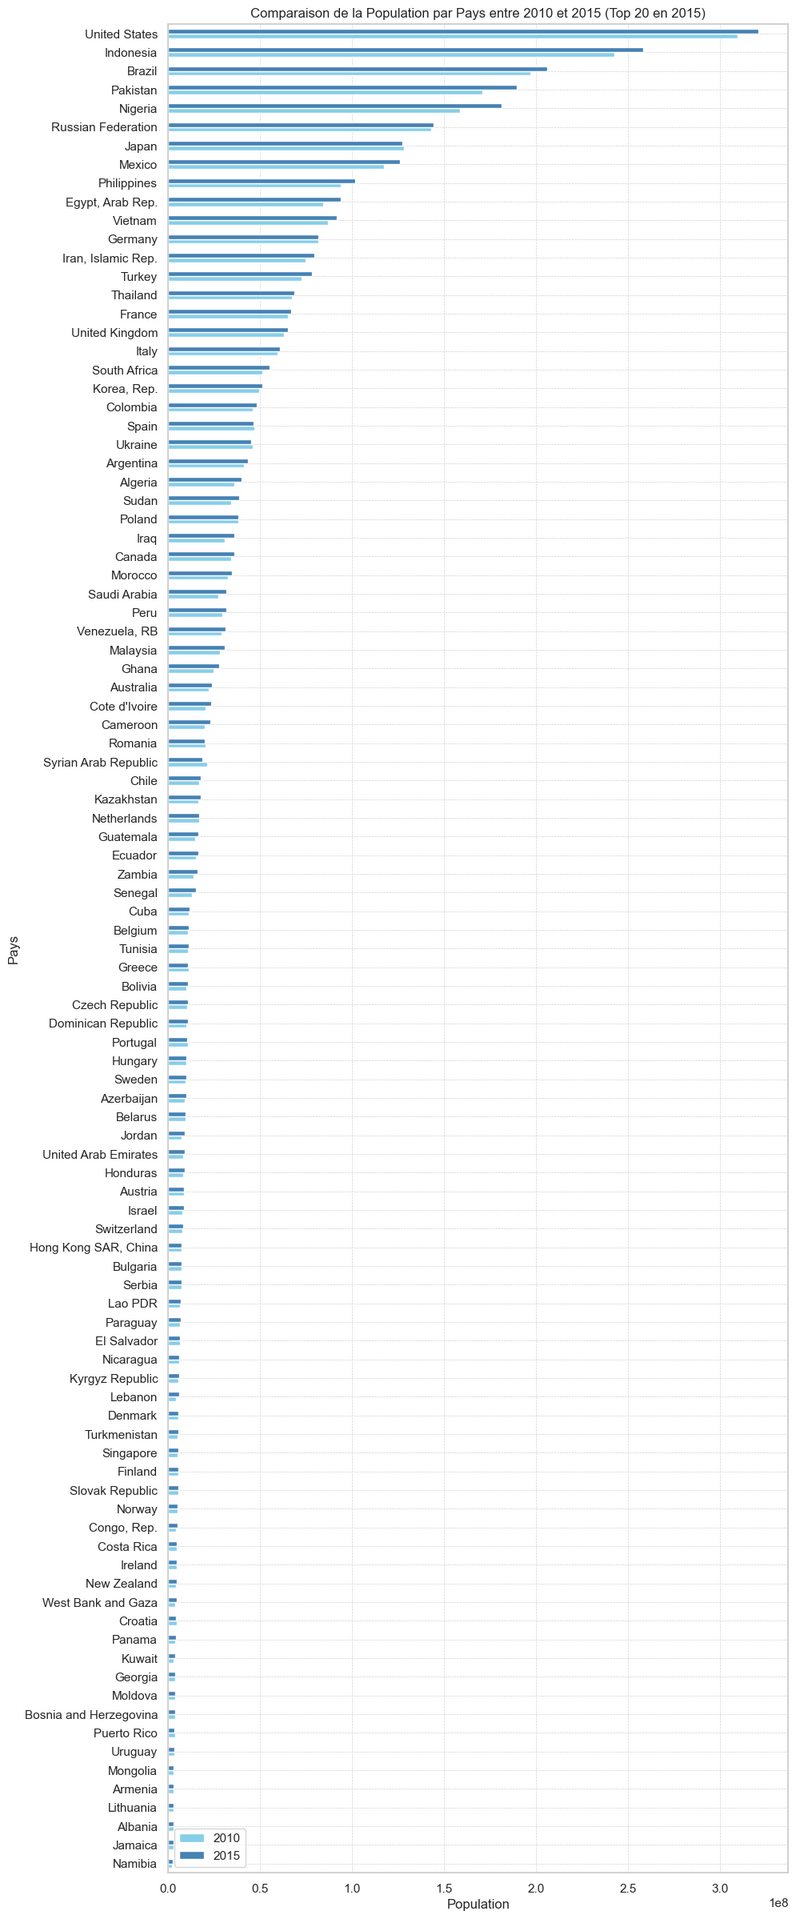 Comparaison de la Population par Pays entre 2010 et 2015 (Top 20 en 2015)
United States
Indonesia
Brazil
Pakistan
Nigeria
Russian Federation
Japan
Mexico
Philippines
Egypt, Arab Rep.
Vietnam
Germany
Iran, Islamic Rep.
Turkey
Thailand
France
United Kingdom
Italy
South Africa
Korea, Rep.
Colombia
Spain
Ukraine
Argentina
Algeria
Sudan
Poland
Iraq
Canada
Morocco
Saudi Arabia
Peru
Venezuela, RB
Malaysia
Ghana
Australia
Cote d'Ivoire
Cameroon
Romania
Syrian Arab Republic
Chile
Kazakhstan
Netherlands
Guatemala
Ecuador
Zambia
Senegal
Cuba
Belgium
Tunisia
Greece
Bolivia
Czech Republic
Dominican Republic
Portugal
Hungary
Sweden
Azerbaijan
Belarus
Jordan
United Arab Emirates
Honduras
Austria
Israel
Switzerland
Hong Kong SAR, China
Bulgaria
Serbia
Lao PDR
Paraguay
El Salvador
Nicaragua
Kyrgyz Republic
Lebanon
Denmark
Turkmenistan
Singapore
Finland
Slovak Republic
Norway
Congo, Rep.
Costa Rica
Ireland
New Zealand
West Bank and Gaza
Croatia
Panama
Kuwait
Georgia
Moldova
Bosnia and Herzegovina
Puerto Rico
Uruguay
Mongolia
Armenia
Lithuania
Albania
Jamaica
Namibia
Pays
2010
2015
0.0 0.5 1.0 1.5 2.0 2.5 3.0
1e8
Population